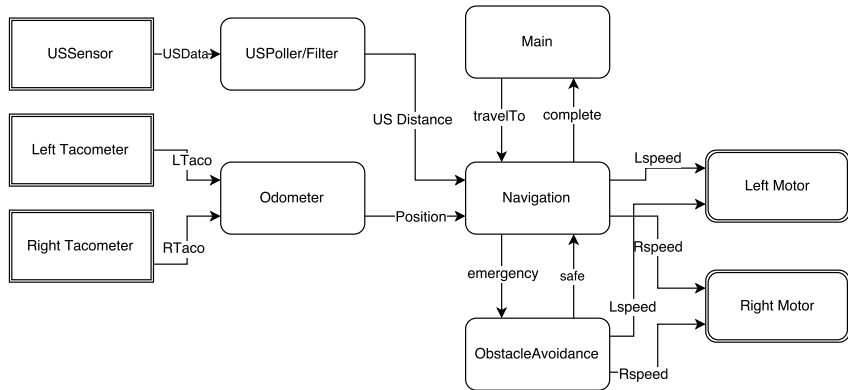 USSensor
USData
USPoller/Filter
Main
US Distance
travelTo
complete
Left Tacometer
LTaco
Odometer
Right Tacometer
RTaco
Position
Navigation
Lspeed
Left Motor
Rspeed
emergency
safe
Lspeed
Right Motor
ObstacleAvoidance
Rspeed